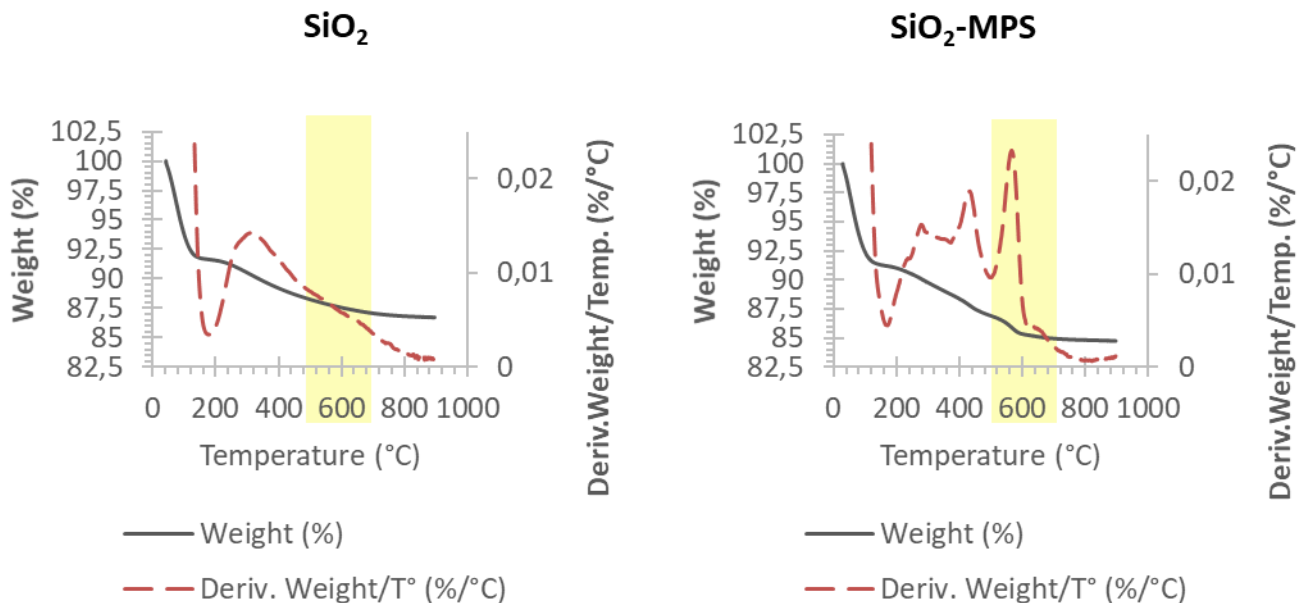 SiO₂
102,5
100
97,5
95
92,5
90
87,5
85
82,5
Weight (%)
0,02
0,01
0
Deriv.Weight/Temp. (%/°C)
0 200 400 600 800 1000
Temperature (°C)
Weight (%)
Deriv. Weight/T° (%/°C)
SiO₂-MPS
102,5
100
97,5
95
92,5
90
87,5
85
82,5
Weight (%)
0,02
0,01
0
Deriv.Weight/Temp. (%/°C)
0 200 400 600 800 1000
Temperature (°C)
Weight (%)
Deriv. Weight/T° (%/°C)